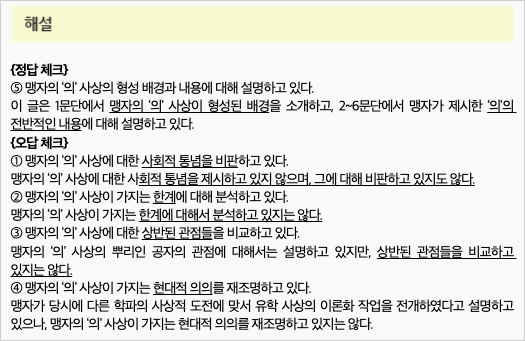 해설
{정답 체크}
⑤ 맹자의 '의' 사상의 형성 배경과 내용에 대해 설명하고 있다.
이 글은 1문단에서 맹자의 '의' 사상이 형성된 배경을 소개하고, 2~6문단에서 맹자가 제시한 '의'의
전반적인 내용에 대해 설명하고 있다.
{오답 체크}
① 맹자의 '의' 사상에 대한 사회적 통념을 비판하고 있다.
맹자의 '의' 사상에 대한 사회적 통념을 제시하고 있지 않으며, 그에 대해 비판하고 있지도 않다.
② 맹자의 '의' 사상이 가지는 한계에 대해 분석하고 있다.
맹자의 '의' 사상이 가지는 한계에 대해서 분석하고 있지는 않다.
③ 맹자의 '의' 사상에 대한 상반된 관점들을 비교하고 있다.
맹자의 '의' 사상의 뿌리인 공자의 관점에 대해서는 설명하고 있지만, 상반된 관점들을 비교하고
있지는 않다.
④ 맹자의 '의' 사상이 가지는 현대적 의의를 재조명하고 있다.
맹자가 당시에 다른 학파의 사상적 도전에 맞서 유학 사상의 이론화 작업을 전개하였다고 설명하고
있으나, 맹자의 '의' 사상이 가지는 현대적 의의를 재조명하고 있지는 않다.